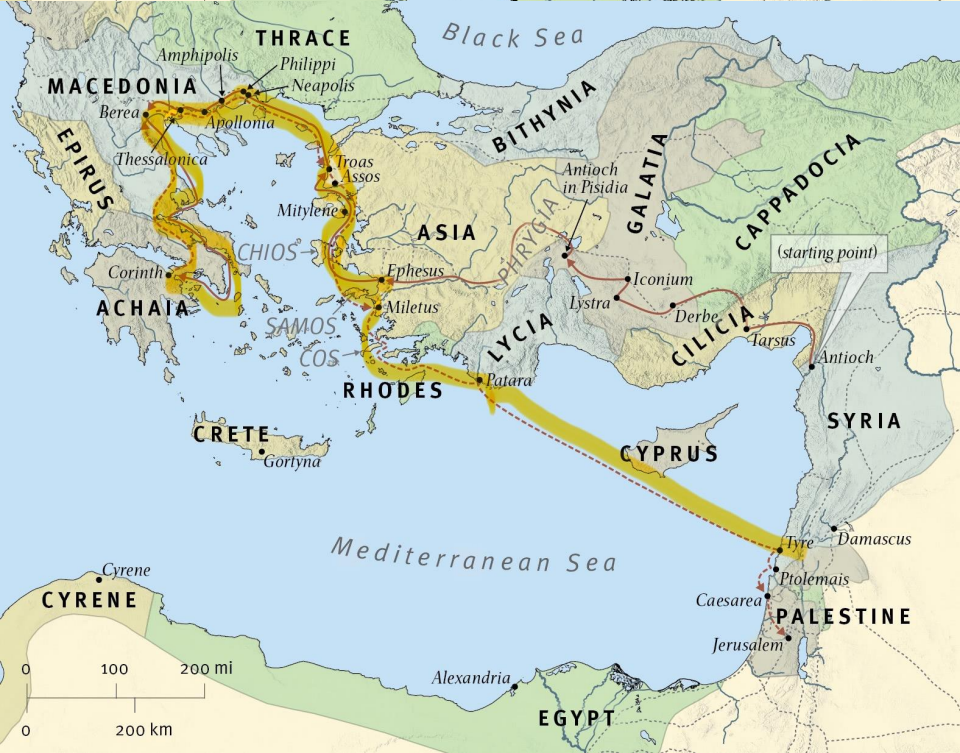 Black Sea
THRACE
Amphipolis
Philippi
Neapolis
MACEDONIA
Berea
Apollonia
Thessalonica
EPIRUS
BITHYNIA
GALATIA
CAPPADOCIA
Troas
Assos
Antioch
in Pisidia
Mitylene
ASIA
PHRYGIA
CHIOS
(starting point)
Corinth
Ephesus
Iconium
ACHAIA
Miletus
Lystra
Derbe
SAMOS
LYCIA
CILICIA
Tarsus
COS
Antioch
RHODES
Patara
SYRIA
CRETE
CYPRUS
Gortyna
Mediterranean Sea
Tyre
Damascus
Cyrene
Ptolemais
CYRENE
Caesarea
PALESTINE
Jerusalem
0 100 200 mi
Alexandria
0 200 km
EGYPT